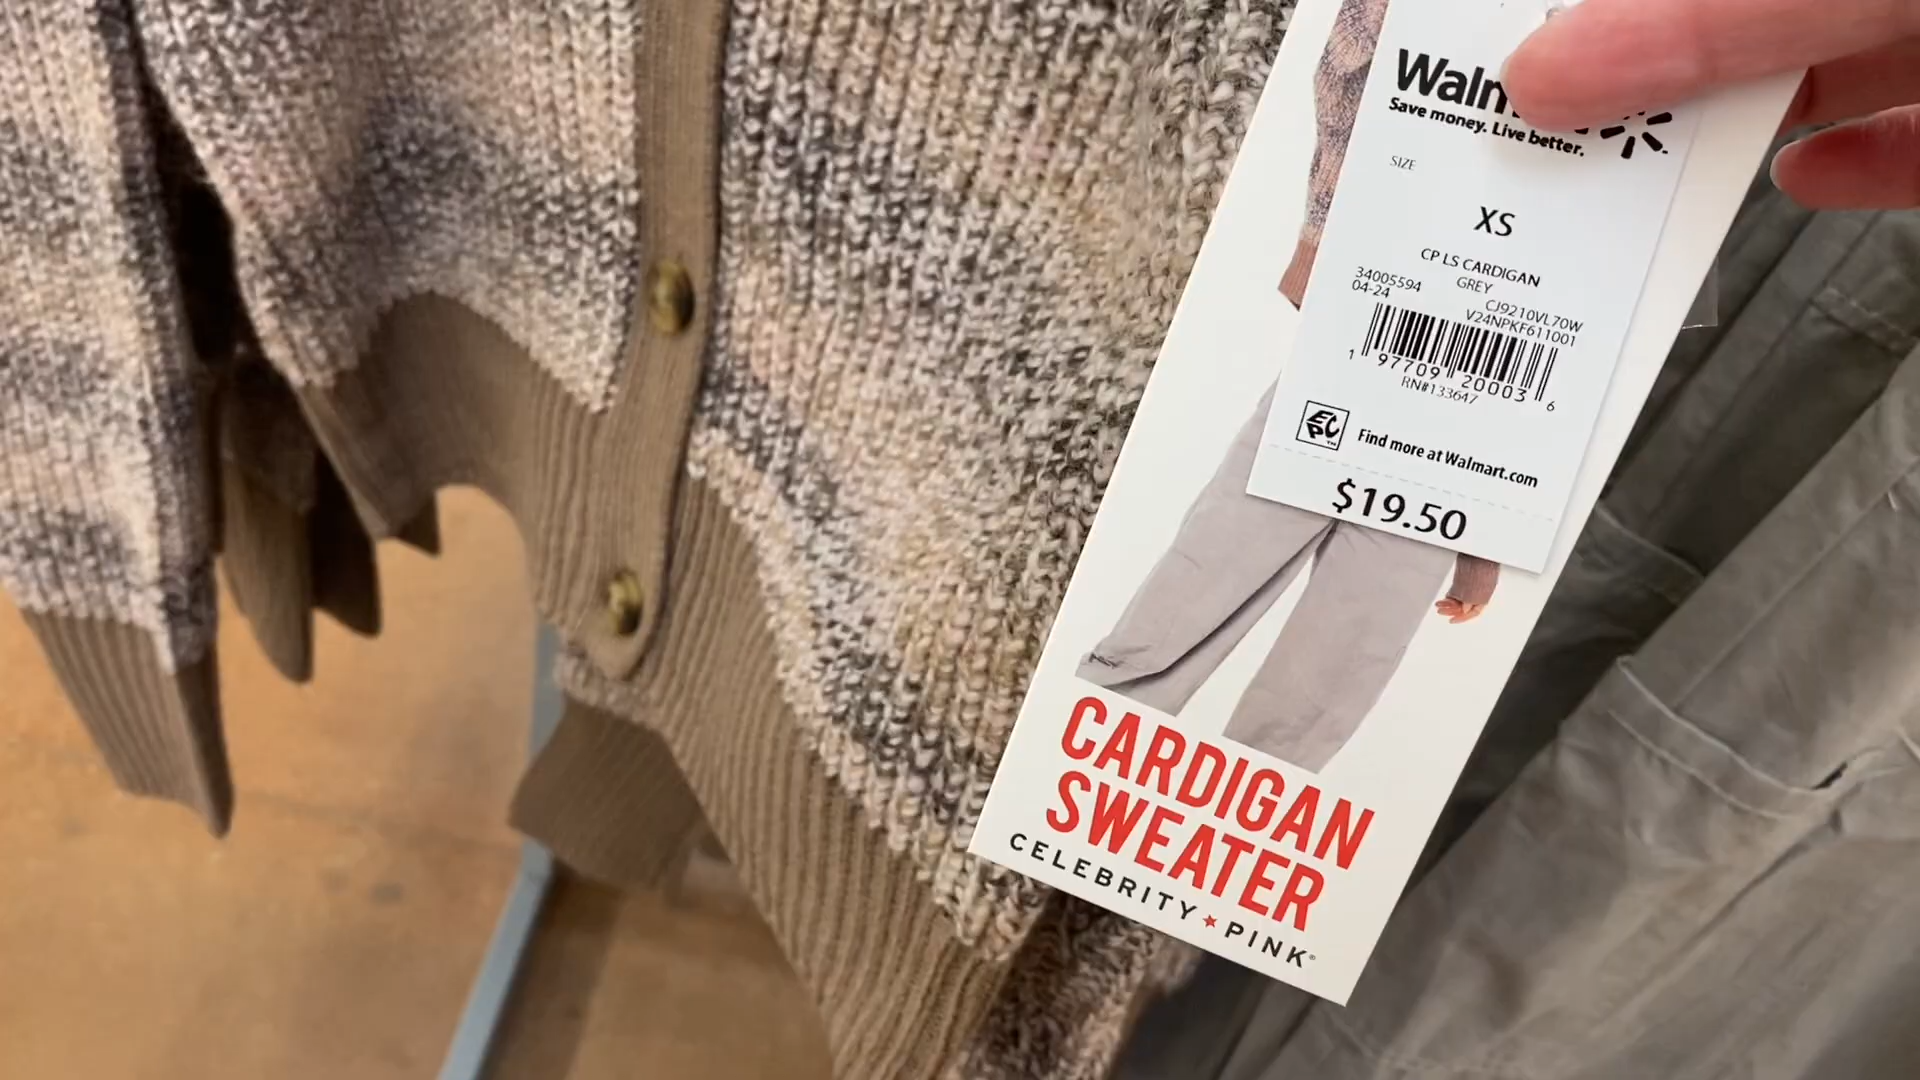 Save money. Live better.
SIZE
XS
CP LS CARDIGAN
34005594 GREY
04-24 CJ9210VL70W
V24NPKF611001
1 97709 20003 6
RN#133647
EPC™
Find more at Walmart.com
$19.50
CARDIGAN
SWEATER
CELEBRITY★PINK®